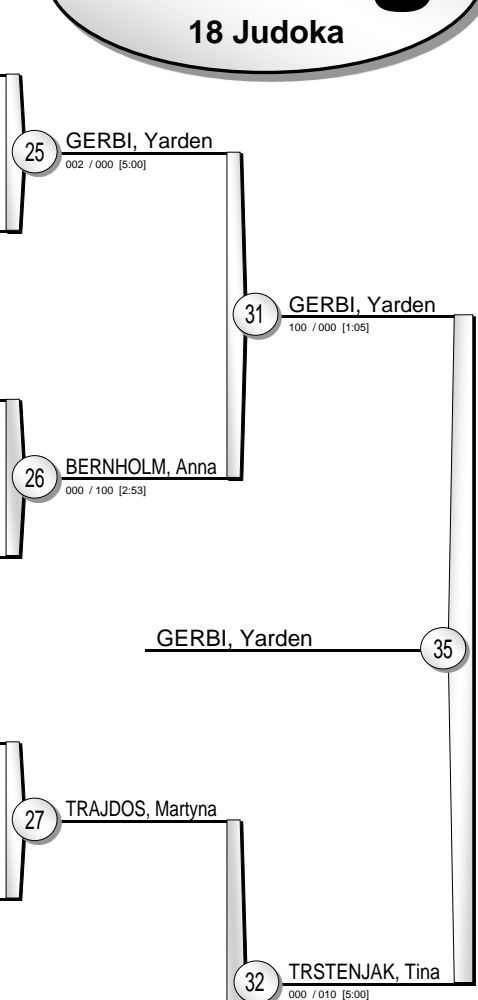 18 Judoka
25
GERBI, Yarden
002 / 000 [5:00]
31
GERBI, Yarden
100 / 000 [1:05]
26
BERNHOLM, Anna
000 / 100 [2:53]
GERBI, Yarden
35
27
TRAJDOS, Martyna
32
TRSTENJAK, Tina
000 / 010 [5:00]